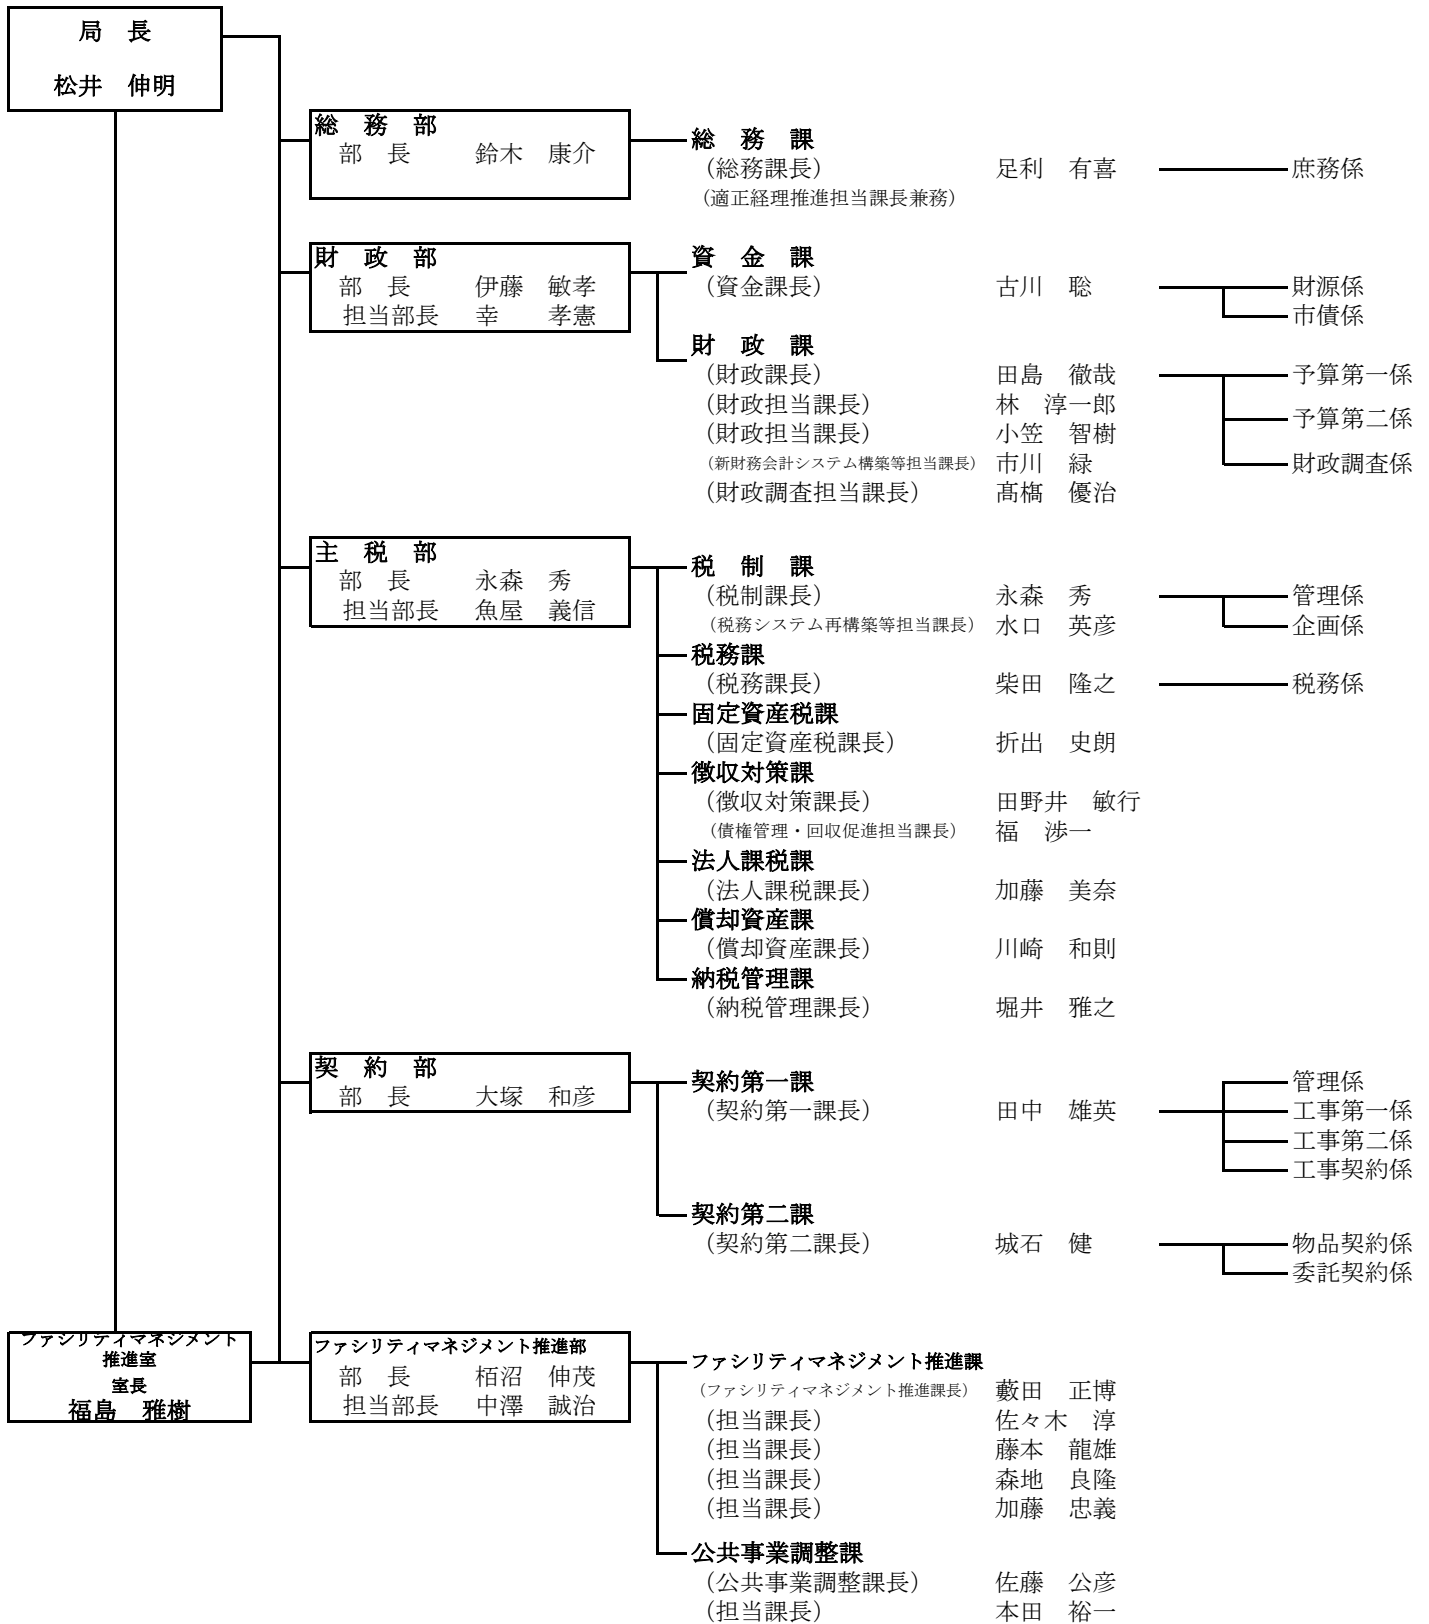 局　長
松井　伸明
総　務　部
部　長　　鈴木　康介
総　務　課
（総務課長）　足利　有喜　庶務係
（適正経理推進担当課長兼務）
財　政　部
部　長　　伊藤　敏孝
担当部長　幸　　孝憲
資　金　課
（資金課長）　古川　聡　財源係
市債係
財　政　課
（財政課長）　田島　徹哉　予算第一係
（財政担当課長）　林　淳一郎
予算第二係
（財政担当課長）　小笠　智樹
（新財務会計システム構築等担当課長）　市川　緑　財政調査係
（財政調査担当課長）　髙橋　優治
主　税　部
部　長　　永森　秀
担当部長　魚屋　義信
税　制　課
（税制課長）　永森　秀　管理係
（税務システム再構築等担当課長）　水口　英彦　企画係
税務課
（税務課長）　柴田　隆之　税務係
固定資産税課
（固定資産税課長）　折出　史朗
徴収対策課
（徴収対策課長）　田野井　敏行
（債権管理・回収促進担当課長）　福　渉一
法人課税課
（法人課税課長）　加藤　美奈
償却資産課
（償却資産課長）　川崎　和則
納税管理課
（納税管理課長）　堀井　雅之
契　約　部
部　長　　大塚　和彦
契約第一課　管理係
（契約第一課長）　田中　雄英　工事第一係
工事第二係
工事契約係
契約第二課
（契約第二課長）　城石　健　物品契約係
委託契約係
ファシリティマネジメント
推進室
室長
福島　雅樹
ファシリティマネジメント推進部
部　長　　栢沼　伸茂
担当部長　中澤　誠治
ファシリティマネジメント推進課
（ファシリティマネジメント推進課長）　藪田　正博
（担当課長）　佐々木　淳
（担当課長）　藤本　龍雄
（担当課長）　森地　良隆
（担当課長）　加藤　忠義
公共事業調整課
（公共事業調整課長）　佐藤　公彦
（担当課長）　本田　裕一